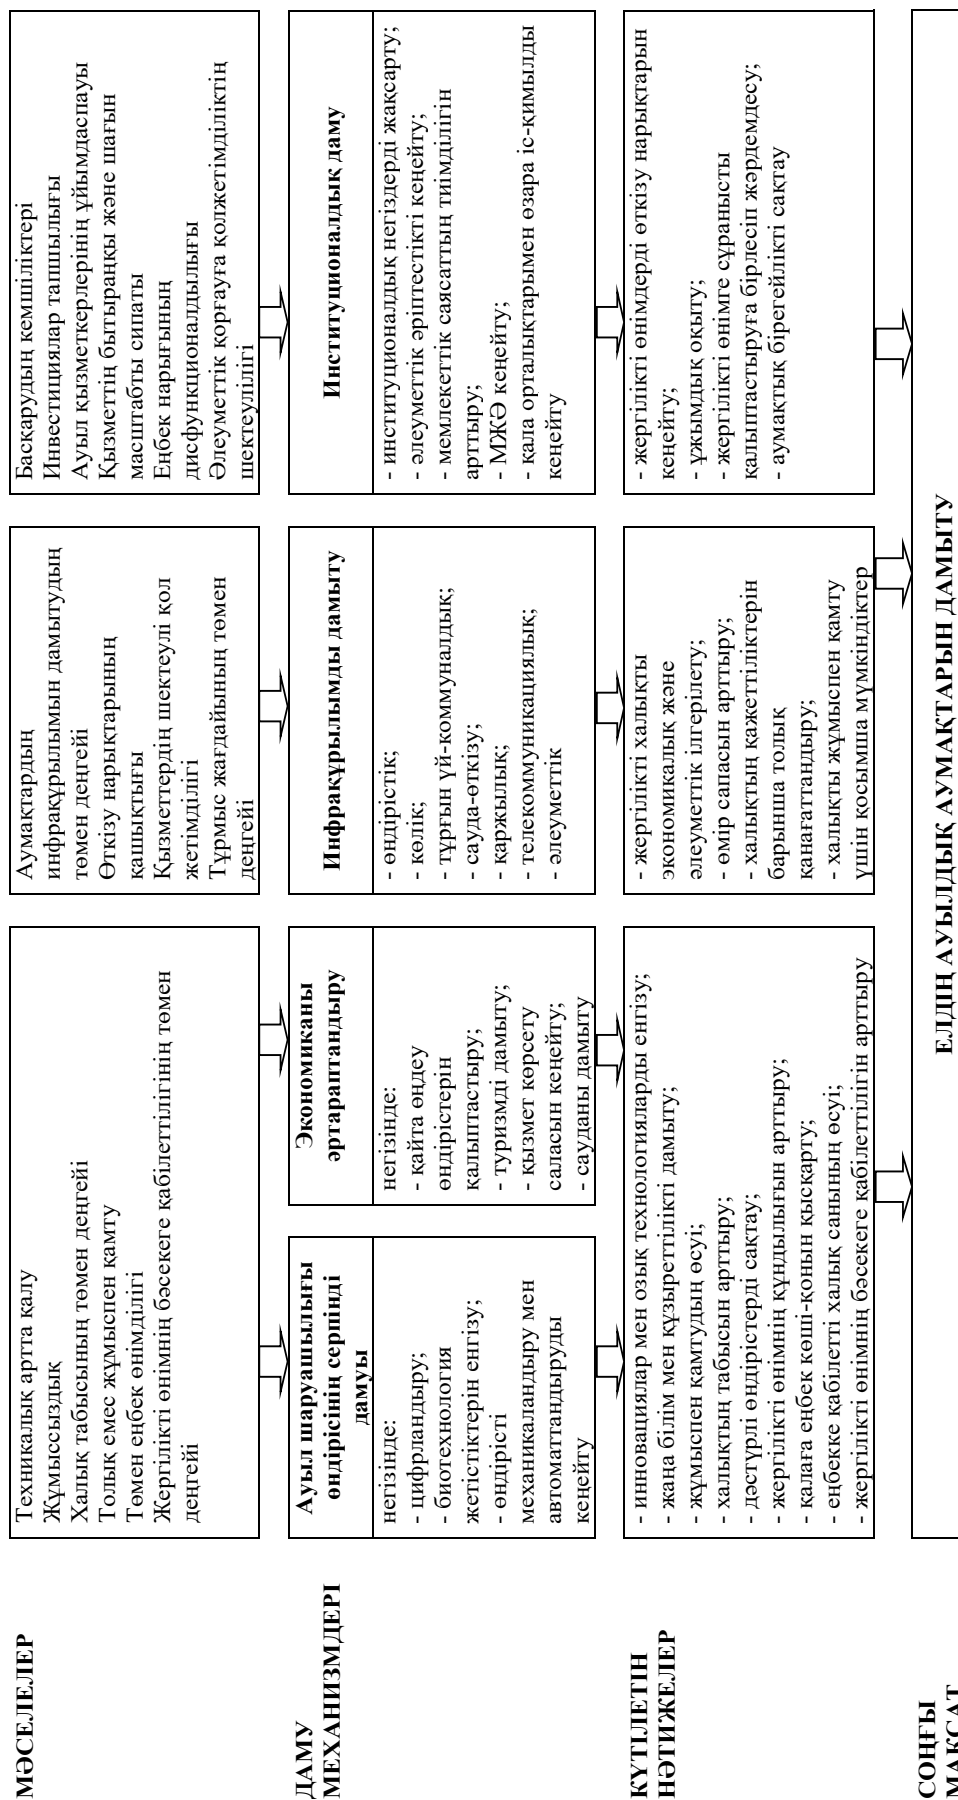 МӘСЕЛЕЛЕР
Техникалық артта қалу
Жұмыссыздық
Халық табысының төмен деңгейі
Толық емес жұмыспен қамту
Төмен еңбек өнімділігі
Жергілікті өнімнің бәсекеге қабілеттілігінің төмен
деңгейі
Аумақтардың
инфрақұрылымын дамытудың
төмен деңгейі
Өткізу нарықтарының
қашықтығы
Қызметтердің шектеулі қол
жетімділігі
Тұрмыс жағдайының төмен
деңгейі
Басқарудың кемшіліктері
Инвестициялар тапшылығы
Ауыл қызметкерлерінің ұйымдаспауы
Қызметтің бытыраңқы және шағын
масштабты сипаты
Еңбек нарығының
дисфункционалдылығы
Әлеуметтік қорғауға қолжетімділіктің
шектеулілігі
ДАМУ
МЕХАНИЗМДЕРІ
Ауыл шаруашылығы
өндірісінің серпінді
дамуы
негізінде:
- цифрландыру;
- биотехнология
жетістіктерін енгізу;
- өндірісті
механикаландыру мен
автоматтандыруды
кеңейту
Экономиканы
әртараптандыру
негізінде:
- қайта өңдеу
өндірістерін
қалыптастыру;
- туризмді дамыту;
- қызмет көрсету
саласын кеңейту;
- сауданы дамыту
Инфрақұрылымды дамыту
- өндірістік;
- көлік;
- тұрғын үй-коммуналдық;
- сауда-өткізу;
- қаржылық;
- телекоммуникациялық;
- әлеуметтік
Институционалдық даму
- институционалдық негіздерді жақсарту;
- әлеуметтік әріптестікті кеңейту;
- мемлекеттік саясаттың тиімділігін
арттыру;
- МЖӘ кеңейту;
- қала орталықтарымен өзара іс-қимылды
кеңейту
КҮТІЛЕТІН
НӘТИЖЕЛЕР
- инновациялар мен озық технологияларды енгізу;
- жаңа білім мен құзыреттілікті дамыту;
- жұмыспен қамтудың өсуі;
- халықтың табысын арттыру;
- дәстүрлі өндірістерді сақтау;
- жергілікті өнімнің құндылығын арттыру;
- қалаға еңбек көші-қонын қысқарту;
- еңбекке қабілетті халық санының өсуі;
- жергілікті өнімнің бәсекеге қабілеттілігін арттыру
- жергілікті халықты
экономикалық және
әлеуметтік ілгерілету;
- өмір сапасын арттыру;
- халықтың қажеттіліктерін
барынша толық
қанағаттандыру;
- халықты жұмыспен қамту
үшін қосымша мүмкіндіктер
- жергілікті өнімдерді өткізу нарықтарын
кеңейту;
- ұжымдық оқыту;
- жергілікті өнімге сұранысты
қалыптастыруға бірлесіп жәрдемдесу;
- аумақтық бірегейлікті сақтау
СОҢҒЫ
МАҚСАТ
ЕЛДІҢ АУЫЛДЫҚ АУМАҚТАРЫН ДАМЫТУ